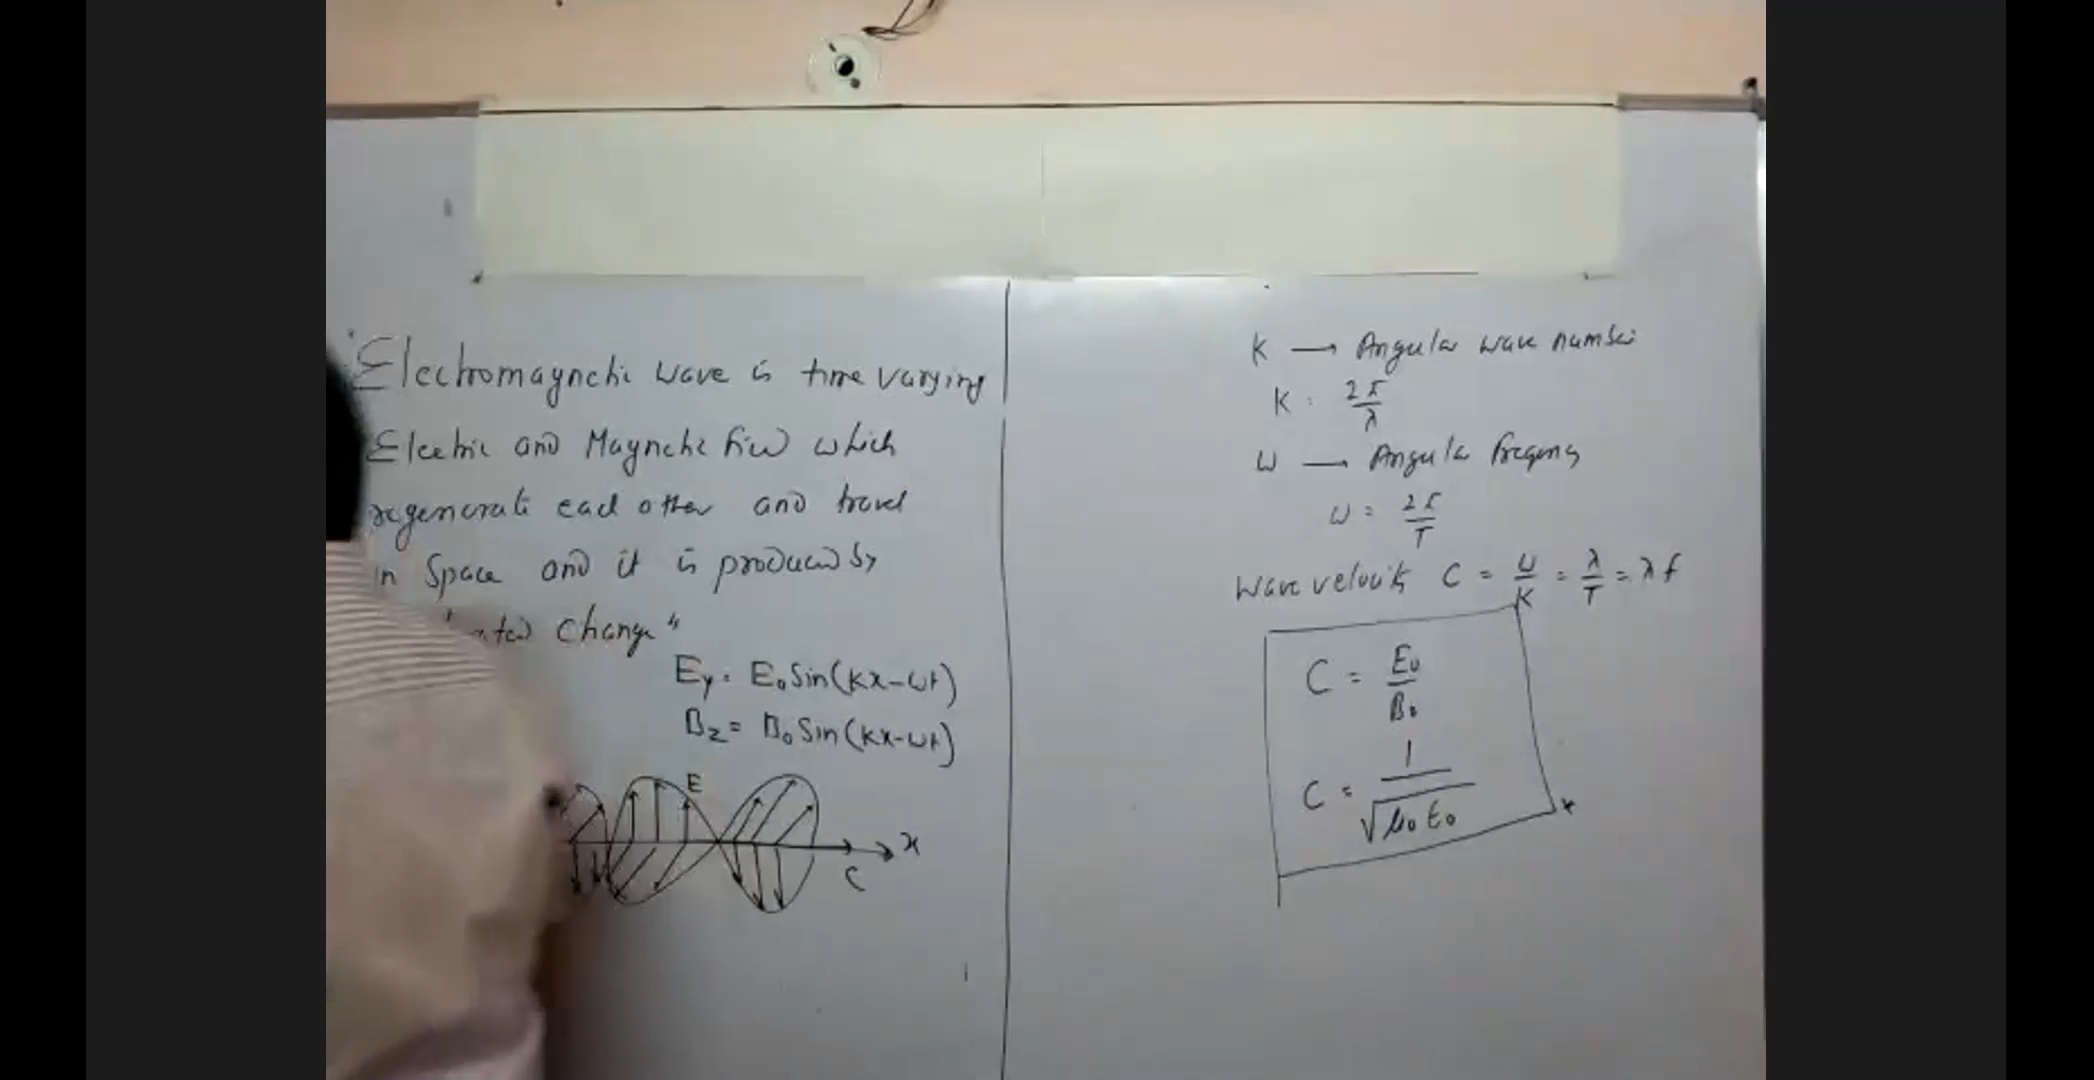 "Electromagnetic wave is time varying
Electric and Magnetic field which
regenerate each other and travel
in Space and it is produced by
Change"
Ey = E₀ Sin(kx-ωt)
Bz = B₀ Sin(kx-ωt)
E
x
C
K → Angular wave number
K = 2π/λ
ω → Angular freqency
ω = 2π/T
Wave velocity C = ω/K = λ/T = λf
C = E₀/B₀
C = 1/√μ₀ε₀